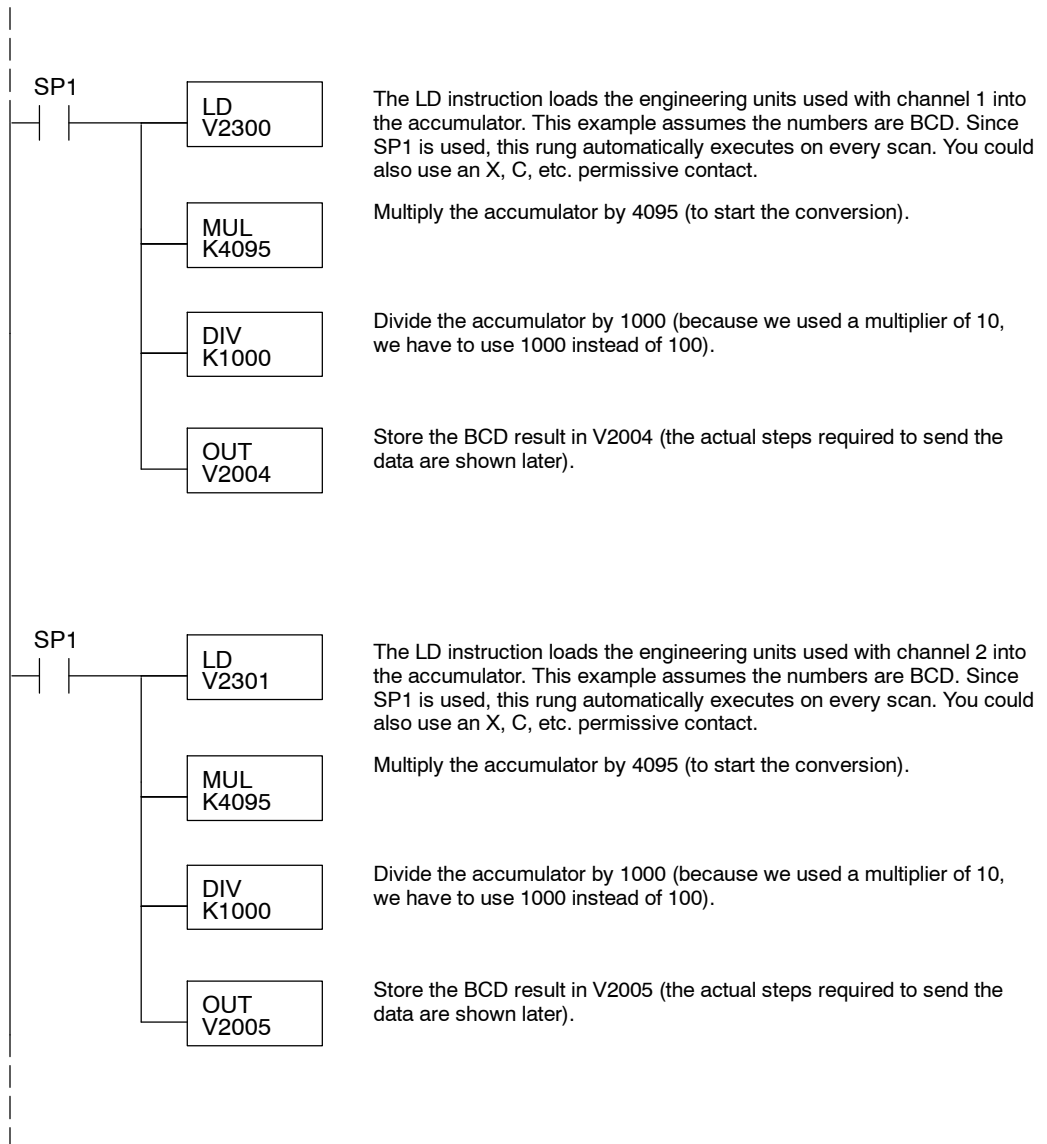 SP1
LD
V2300
The LD instruction loads the engineering units used with channel 1 into
the accumulator. This example assumes the numbers are BCD. Since
SP1 is used, this rung automatically executes on every scan. You could
also use an X, C, etc. permissive contact.
MUL
K4095
Multiply the accumulator by 4095 (to start the conversion).
DIV
K1000
Divide the accumulator by 1000 (because we used a multiplier of 10,
we have to use 1000 instead of 100).
OUT
V2004
Store the BCD result in V2004 (the actual steps required to send the
data are shown later).
SP1
LD
V2301
The LD instruction loads the engineering units used with channel 2 into
the accumulator. This example assumes the numbers are BCD. Since
SP1 is used, this rung automatically executes on every scan. You could
also use an X, C, etc. permissive contact.
MUL
K4095
Multiply the accumulator by 4095 (to start the conversion).
DIV
K1000
Divide the accumulator by 1000 (because we used a multiplier of 10,
we have to use 1000 instead of 100).
OUT
V2005
Store the BCD result in V2005 (the actual steps required to send the
data are shown later).